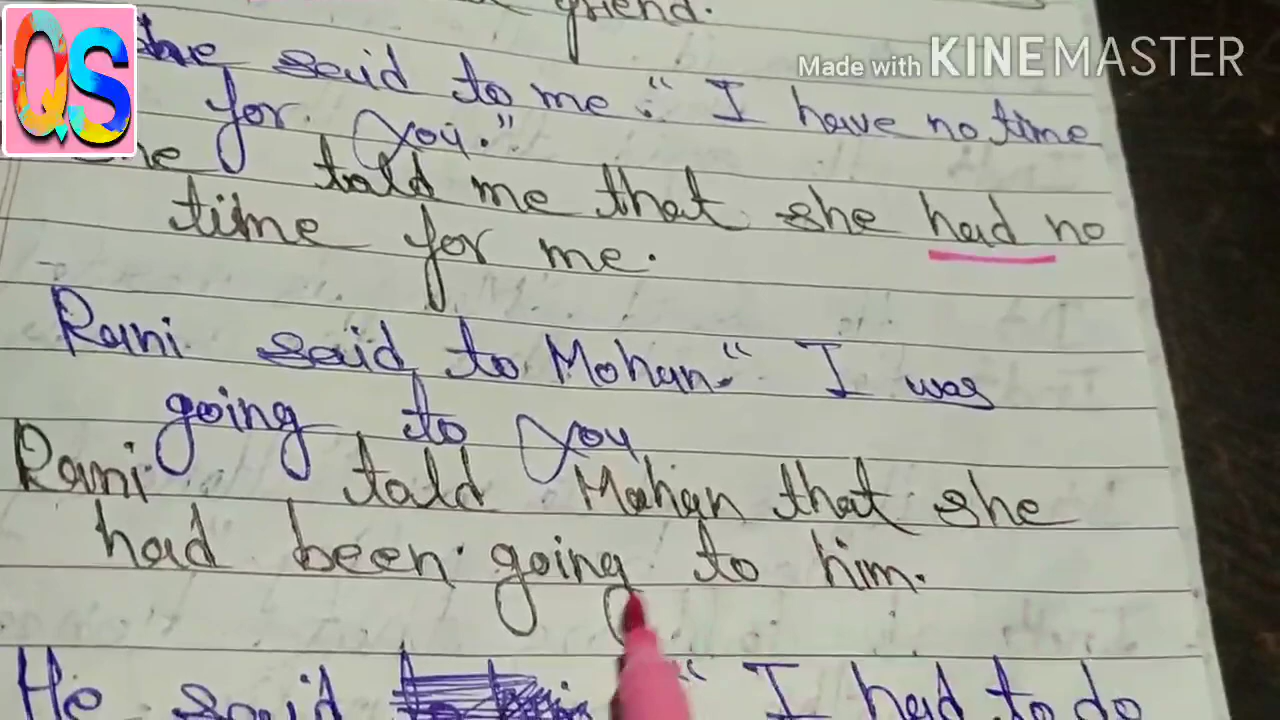 friend.
QS
Made with KINEMASTER
said to me :“ I have no time
for. You.”
told me that she had no
time for me.
Rani said to Mohan.“ I was
going to You
Rani told Mohan that she
had been going to him.
He said “ I had to do